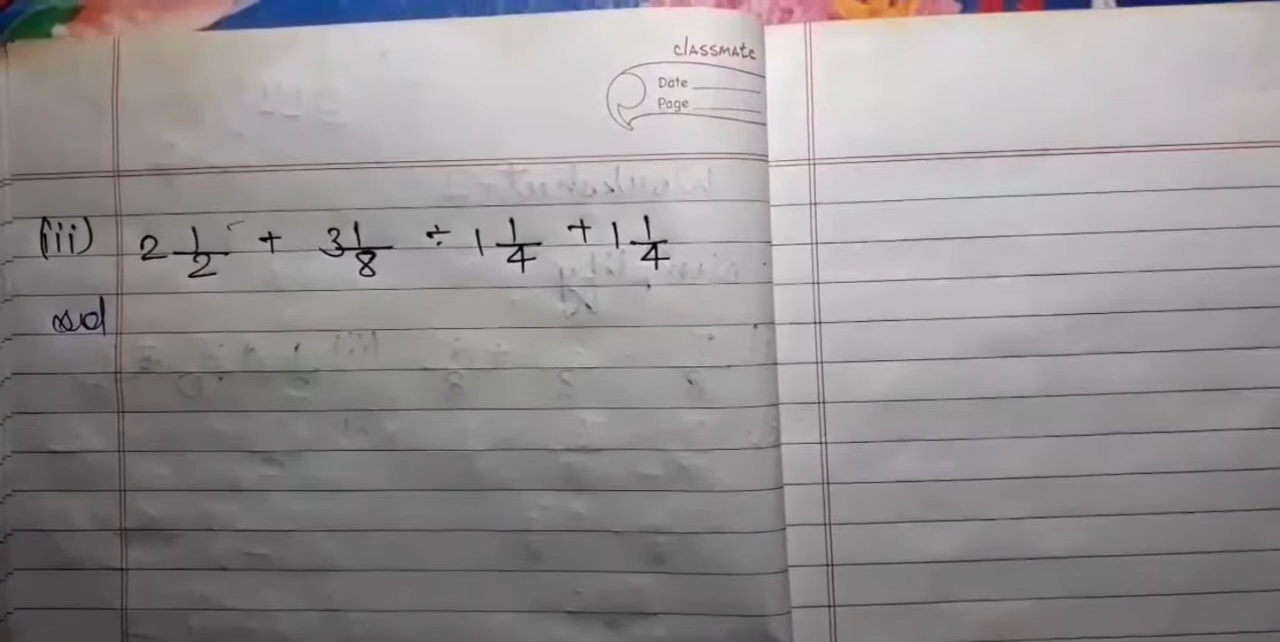 classmate
Date
Page
(iii) 2 1/2 + 3 1/8 ÷ 1 1/4 + 1 1/4
sol